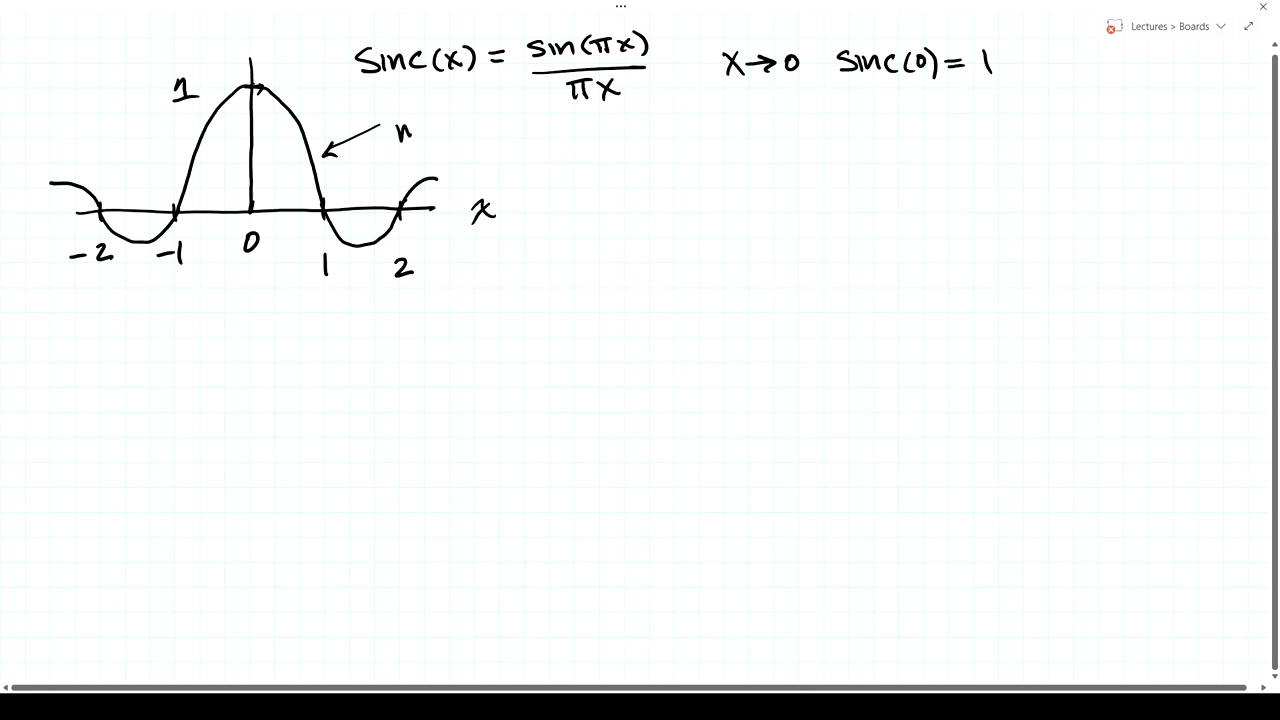 ...
Lectures > Boards
Sinc(x) = sin(πx) / πx    x→0    Sinc(0) = 1
1
n
x
-2 -1 0 1 2